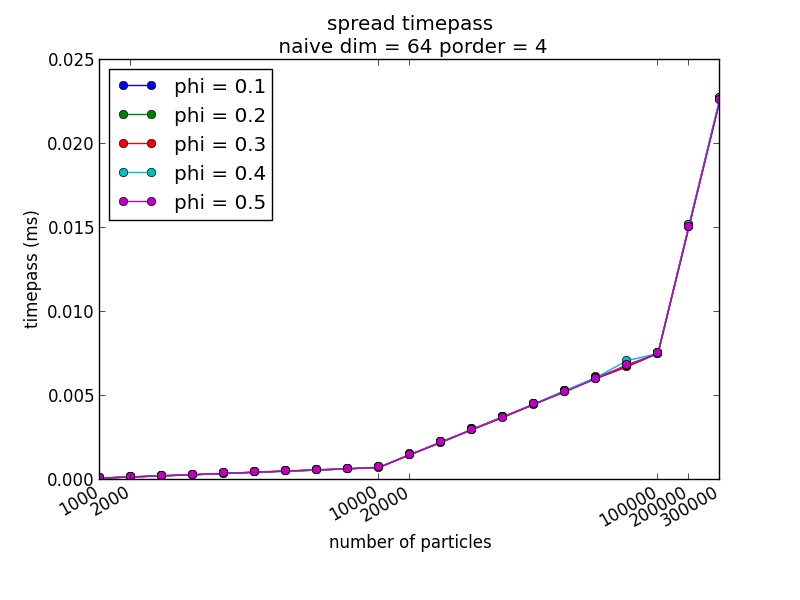 spread timepass
naive dim = 64 porder = 4
0.025
0.020
0.015
0.010
0.005
0.000
timepass (ms)
phi = 0.1
phi = 0.2
phi = 0.3
phi = 0.4
phi = 0.5
1000
2000
10000
20000
100000
200000
300000
number of particles